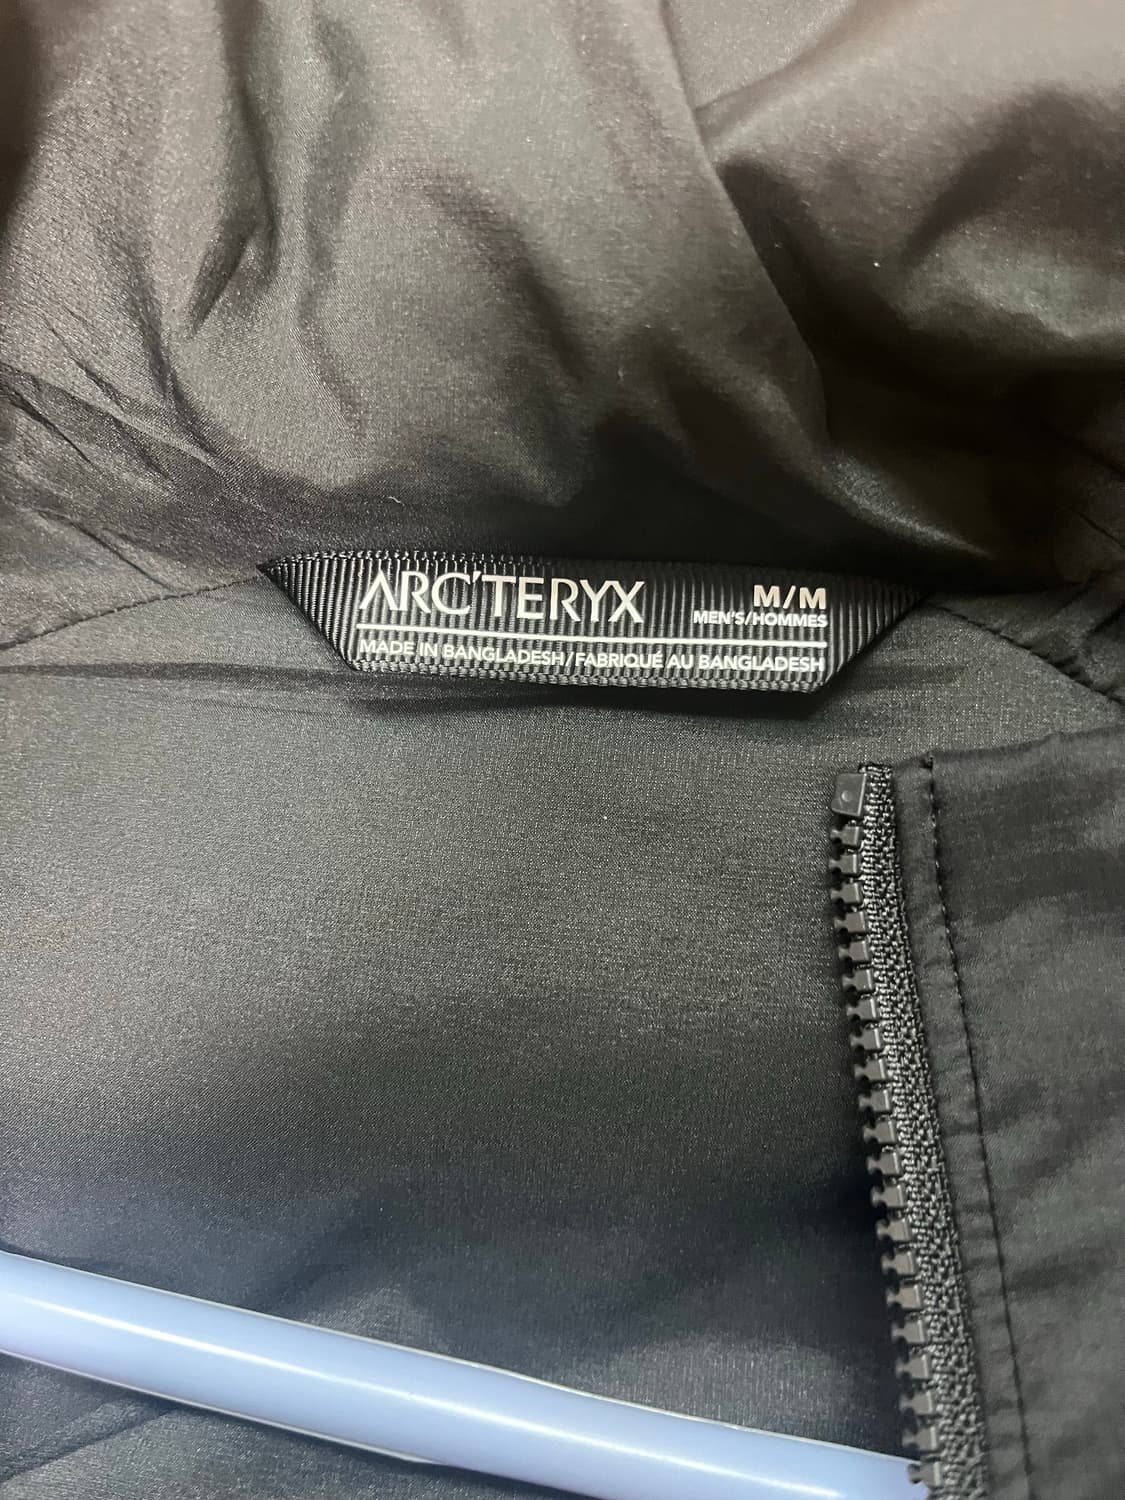 ARC'TERYX
M/M
MEN'S/HOMMES
MADE IN BANGLADESH/FABRIQUÉ AU BANGLADESH